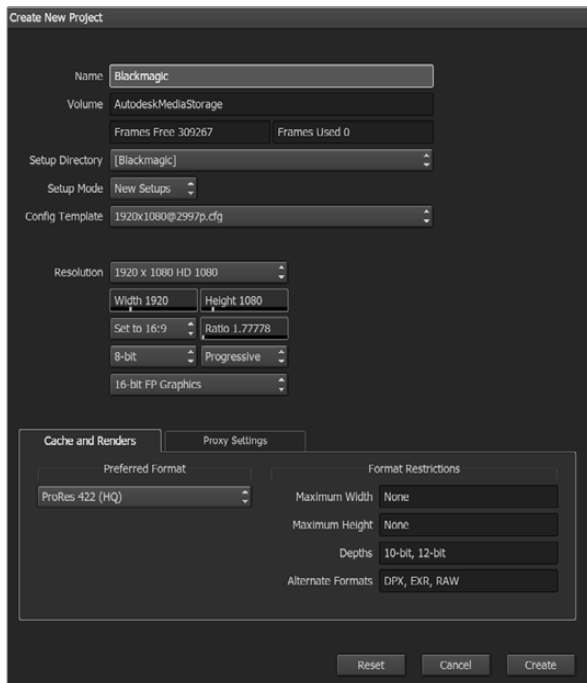 Create New Project
Name Blackmagic
Volume AutodeskMediaStorage
Frames Free 309267 Frames Used 0
Setup Directory [Blackmagic]
Setup Mode New Setups
Config Template 1920x1080@2997p.cfg
Resolution 1920 x 1080 HD 1080
Width 1920 Height 1080
Set to 16:9 Ratio 1.77778
8-bit Progressive
16-bit FP Graphics
Cache and Renders Proxy Settings
Preferred Format Format Restrictions
ProRes 422 (HQ) Maximum Width None
Maximum Height None
Depths 10-bit, 12-bit
Alternate Formats DPX, EXR, RAW
Reset Cancel Create